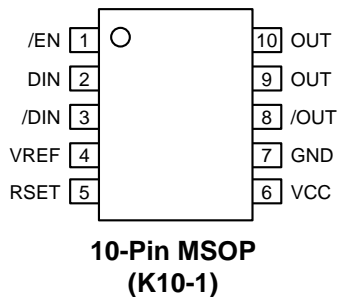 /EN 1 10 OUT
DIN 2 9 OUT
/DIN 3 8 /OUT
VREF 4 7 GND
RSET 5 6 VCC
10-Pin MSOP
(K10-1)